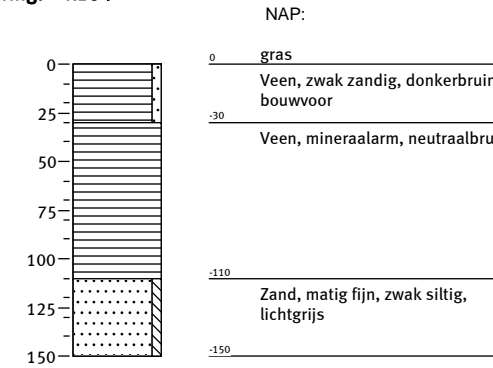 NAP:
0
gras
0
Veen, zwak zandig, donkerbruin
bouwvoor
25
-30
Veen, mineraalarm, neutraalbru
50
75
100
-110
Zand, matig fijn, zwak siltig,
lichtgrijs
125
150
-150